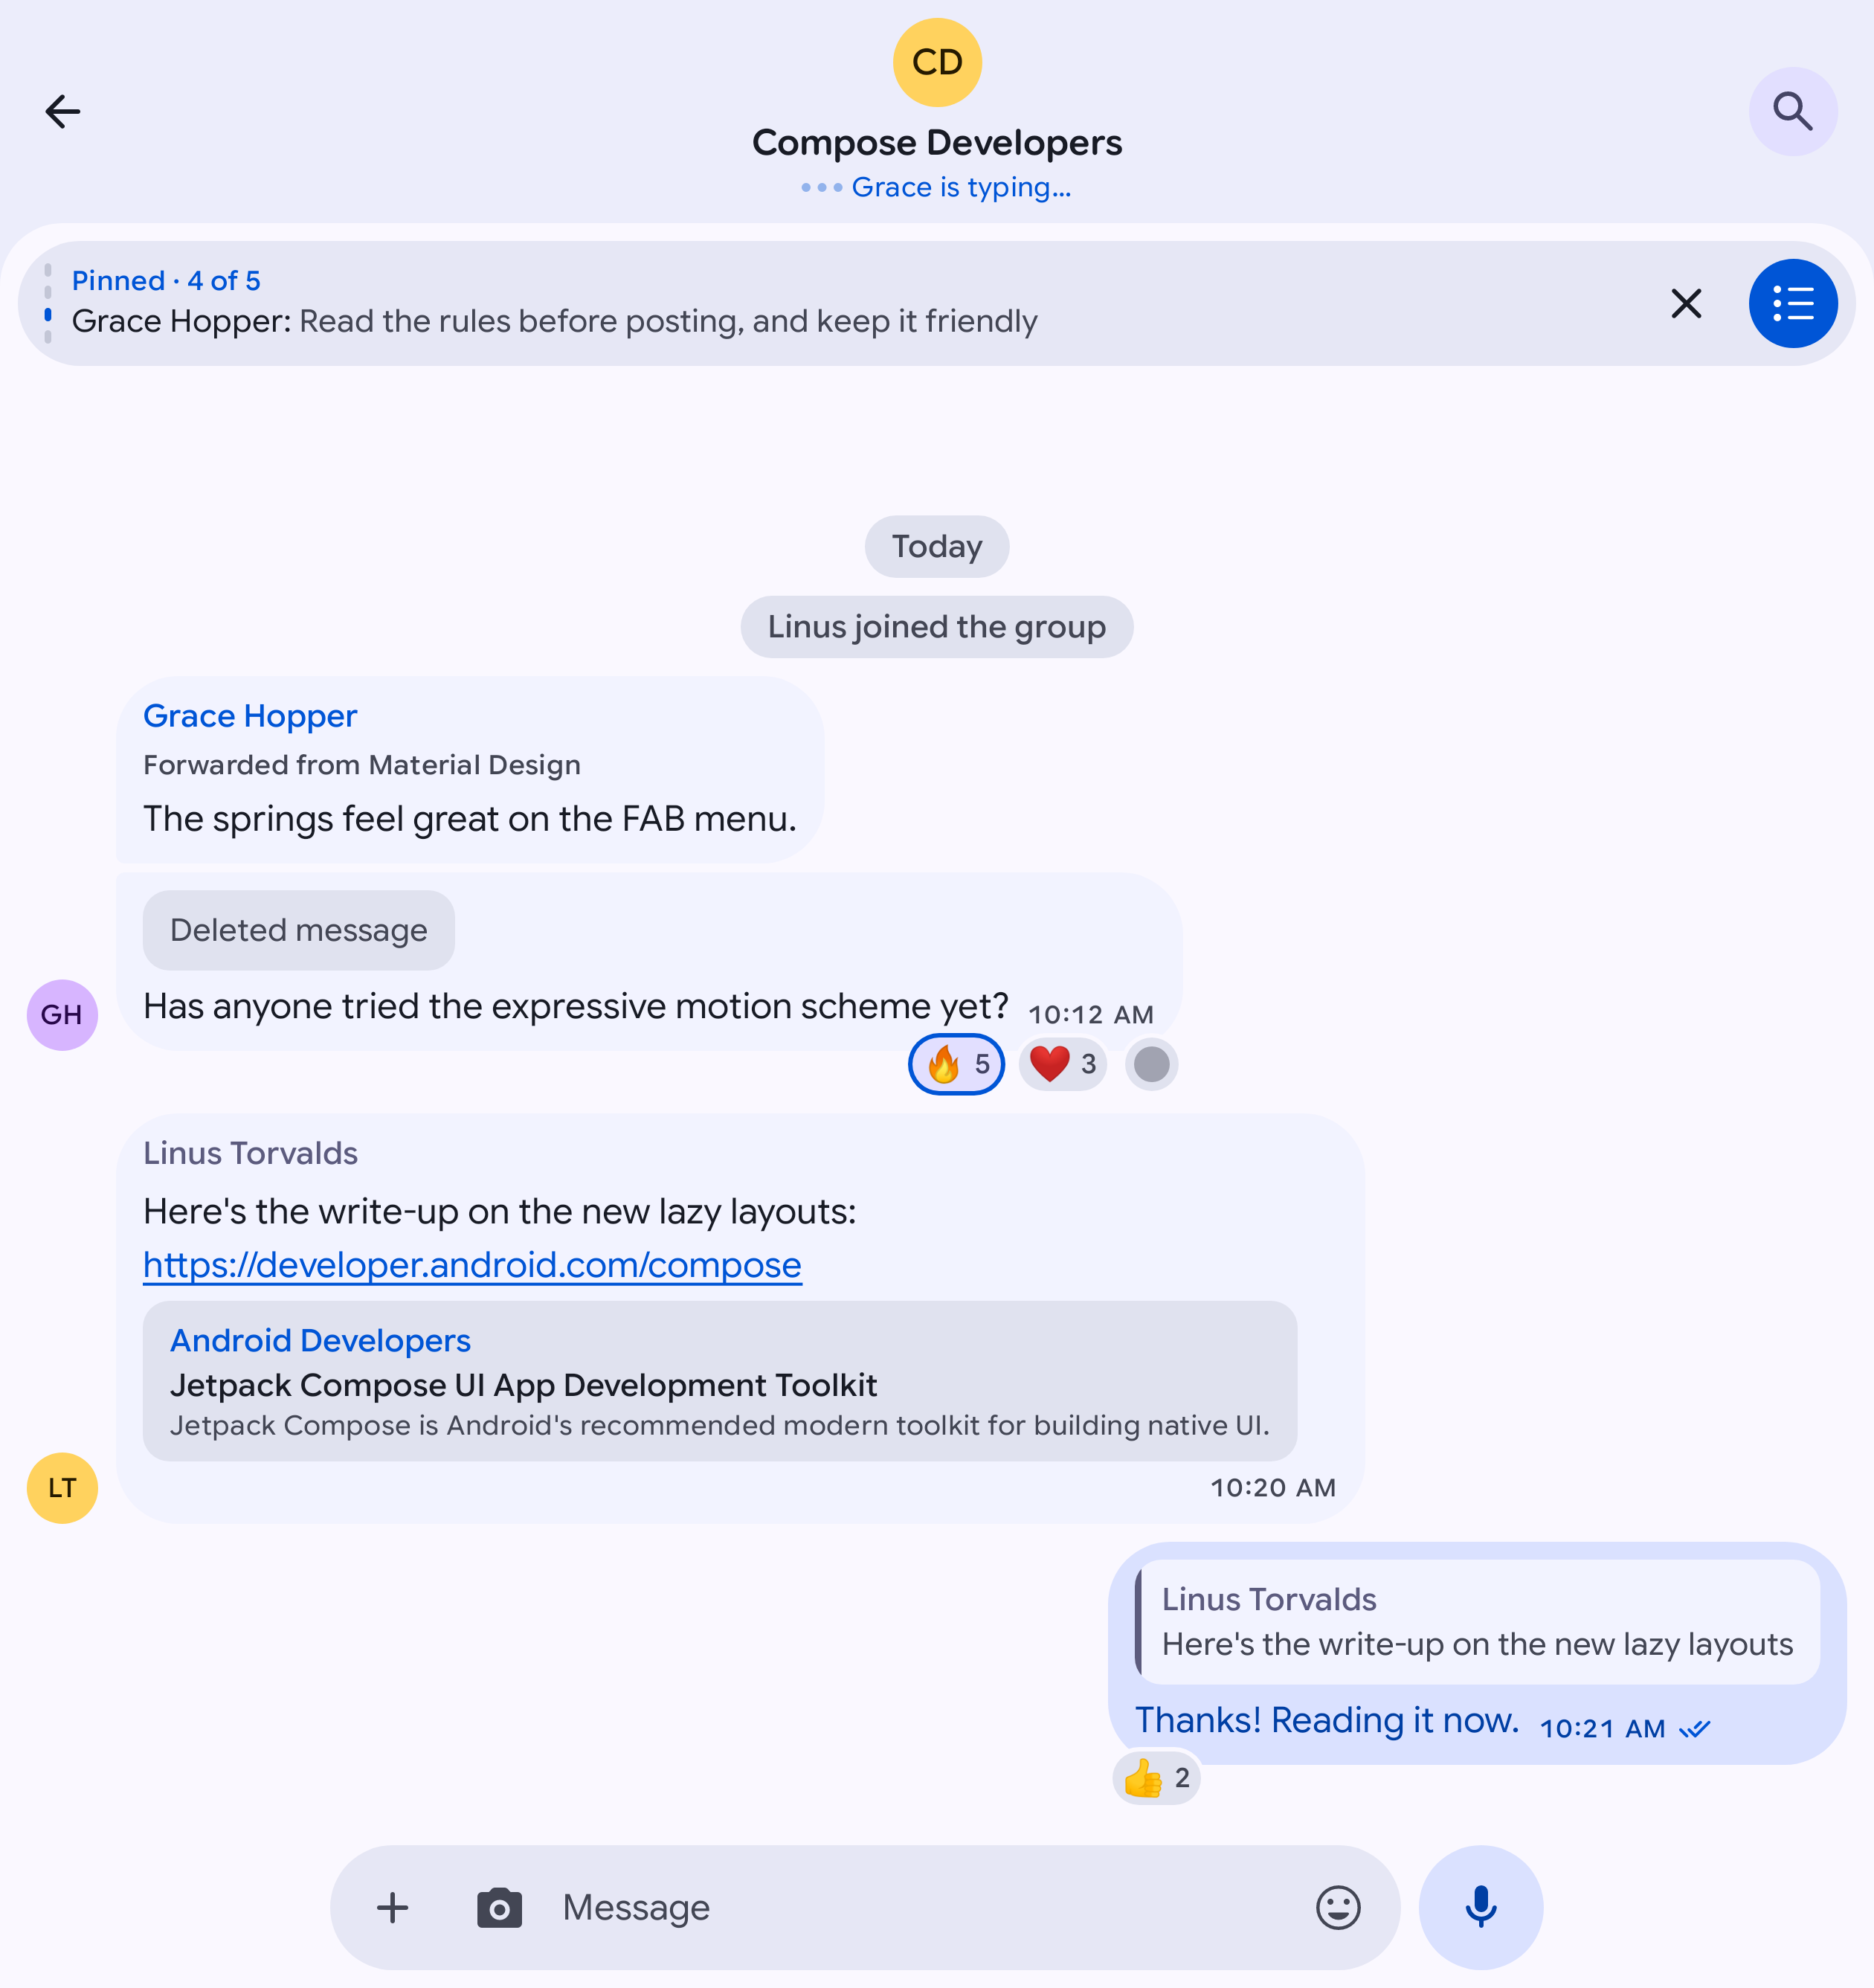 CD
Compose Developers
Grace is typing...
Pinned · 4 of 5
Grace Hopper: Read the rules before posting, and keep it friendly
Today
Linus joined the group
Grace Hopper
Forwarded from Material Design
The springs feel great on the FAB menu.
Deleted message
GH
Has anyone tried the expressive motion scheme yet? 10:12 AM
🔥 5 ❤️ 3
Linus Torvalds
Here's the write-up on the new lazy layouts:
https://developer.android.com/compose
Android Developers
Jetpack Compose UI App Development Toolkit
Jetpack Compose is Android's recommended modern toolkit for building native UI.
LT
10:20 AM
Linus Torvalds
Here's the write-up on the new lazy layouts
Thanks! Reading it now. 10:21 AM
👍 2
Message